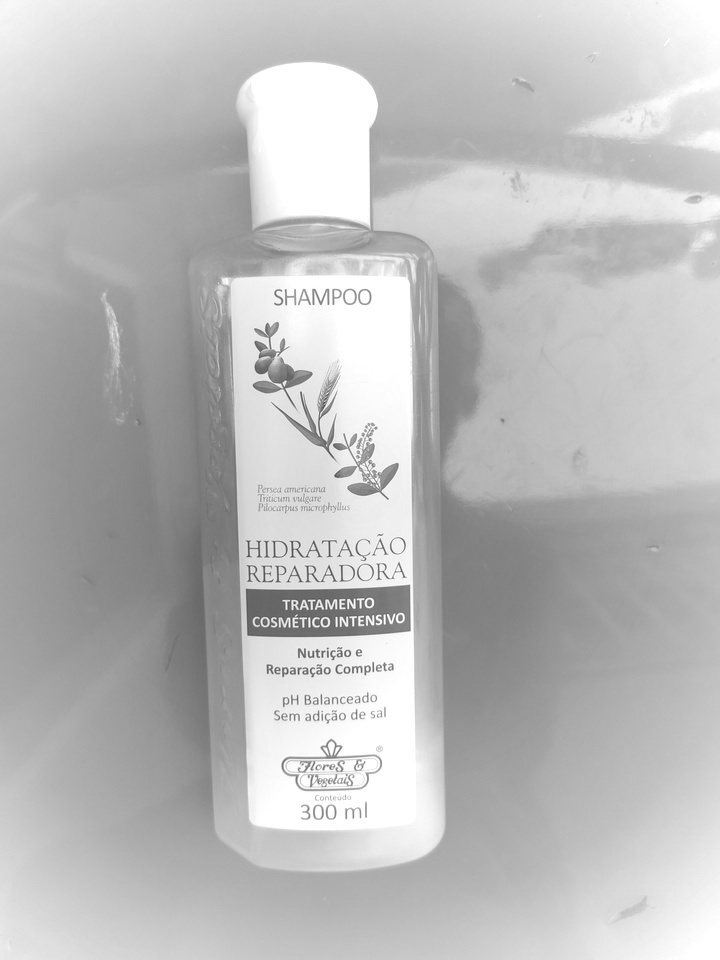 SHAMPOO
Persea americana
Triticum vulgare
Pilocarpus microphyllus
HIDRATAÇÃO
REPARADORA
TRATAMENTO
COSMÉTICO INTENSIVO
Nutrição e
Reparação Completa
pH Balanceado
Sem adição de sal
®
Flores &
Vegetais
Conteúdo
300 ml